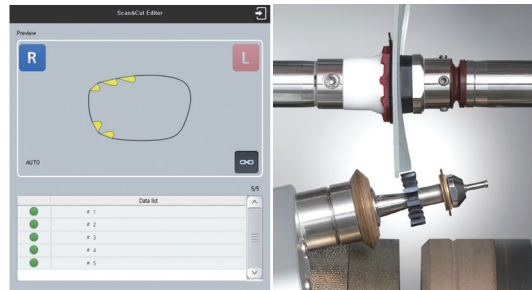 Scan&Cut Editor
Preview
R
L
AUTO
5/5
Data list
# 1
# 2
# 3
# 4
# 5